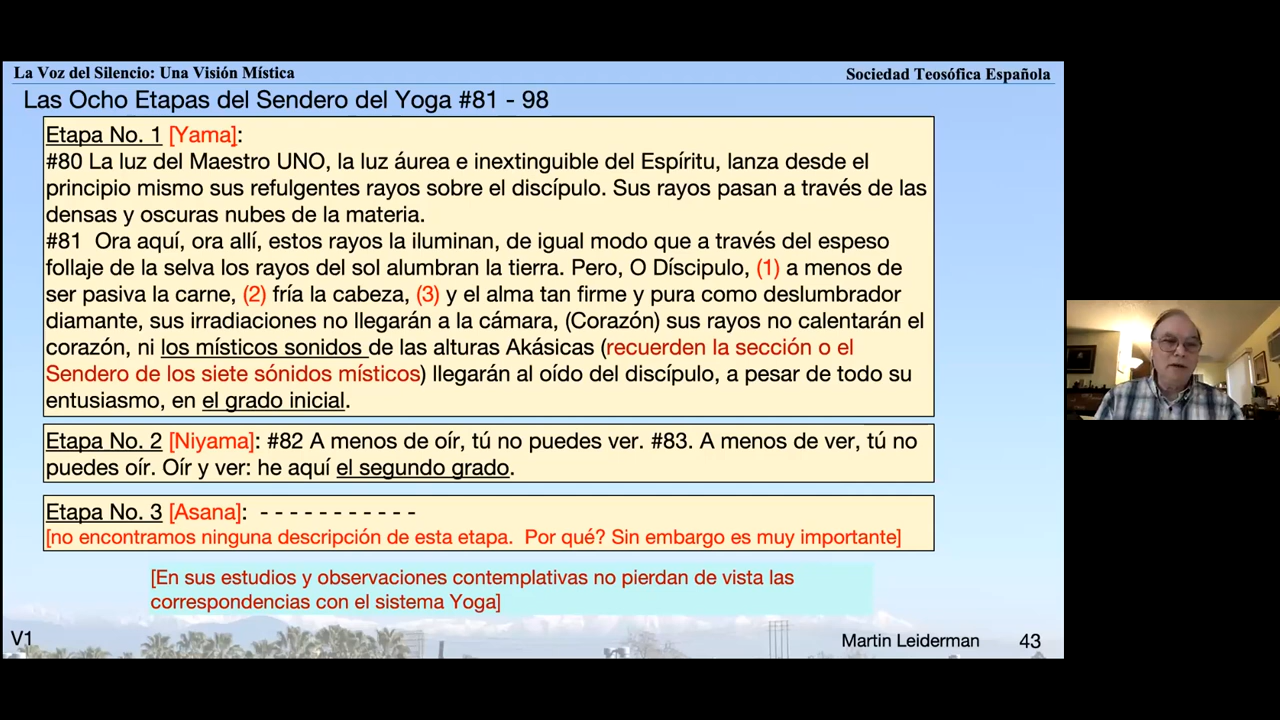 La Voz del Silencio: Una Visión Mística
Sociedad Teosófica Española
Las Ocho Etapas del Sendero del Yoga #81 - 98
Etapa No. 1 [Yama]:
#80 La luz del Maestro UNO, la luz áurea e inextinguible del Espíritu, lanza desde el
principio mismo sus refulgentes rayos sobre el discípulo. Sus rayos pasan a través de las
densas y oscuras nubes de la materia.
#81 Ora aquí, ora allí, estos rayos la iluminan, de igual modo que a través del espeso
follaje de la selva los rayos del sol alumbran la tierra. Pero, O Díscipulo, (1) a menos de
ser pasiva la carne, (2) fría la cabeza, (3) y el alma tan firme y pura como deslumbrador
diamante, sus irradiaciones no llegarán a la cámara, (Corazón) sus rayos no calentarán el
corazón, ni los místicos sonidos de las alturas Akásicas (recuerden la sección o el
Sendero de los siete sónidos místicos) llegarán al oído del discípulo, a pesar de todo su
entusiasmo, en el grado inicial.
Etapa No. 2 [Niyama]: #82 A menos de oír, tú no puedes ver. #83. A menos de ver, tú no
puedes oír. Oír y ver: he aquí el segundo grado.
Etapa No. 3 [Asana]: - - - - - - - - - - -
[no encontramos ninguna descripción de esta etapa. Por qué? Sin embargo es muy importante]
[En sus estudios y observaciones contemplativas no pierdan de vista las
correspondencias con el sistema Yoga]
V1
Martin Leiderman
43